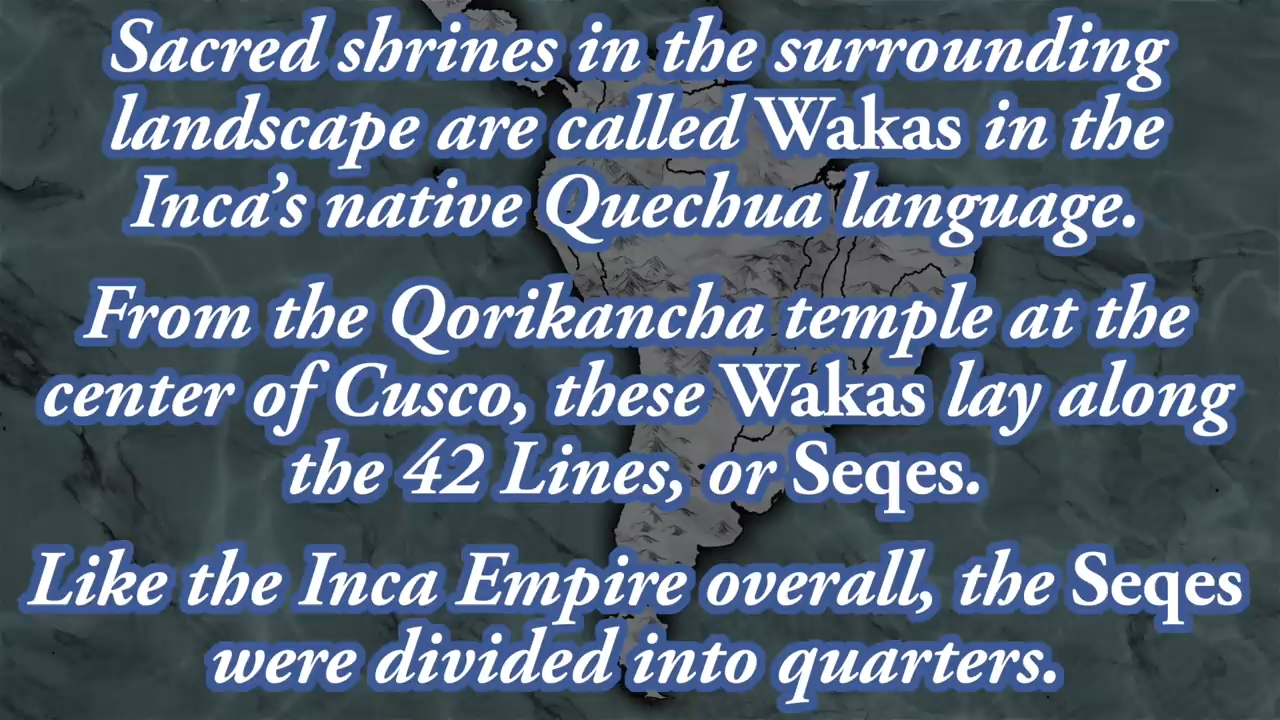 Sacred shrines in the surrounding
landscape are called Wakas in the
Inca’s native Quechua language.
From the Qorikancha temple at the
center of Cusco, these Wakas lay along
the 42 Lines, or Seqes.
Like the Inca Empire overall, the Seqes
were divided into quarters.